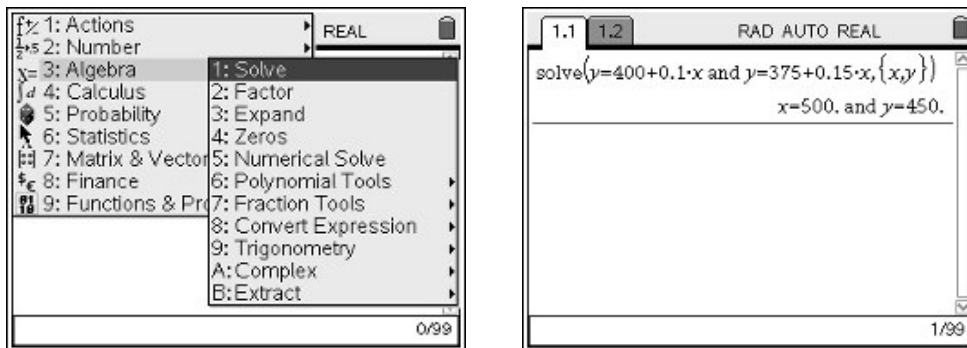 1: Actions
2: Number
3: Algebra
4: Calculus
5: Probability
6: Statistics
7: Matrix & Vector
8: Finance
9: Functions & Pro
REAL
1: Solve
2: Factor
3: Expand
4: Zeros
5: Numerical Solve
6: Polynomial Tools
7: Fraction Tools
8: Convert Expression
9: Trigonometry
A: Complex
B: Extract
0/99
1.1 1.2 RAD AUTO REAL
solve(y=400+0.1·x and y=375+0.15·x,{x,y})
x=500. and y=450.
1/99